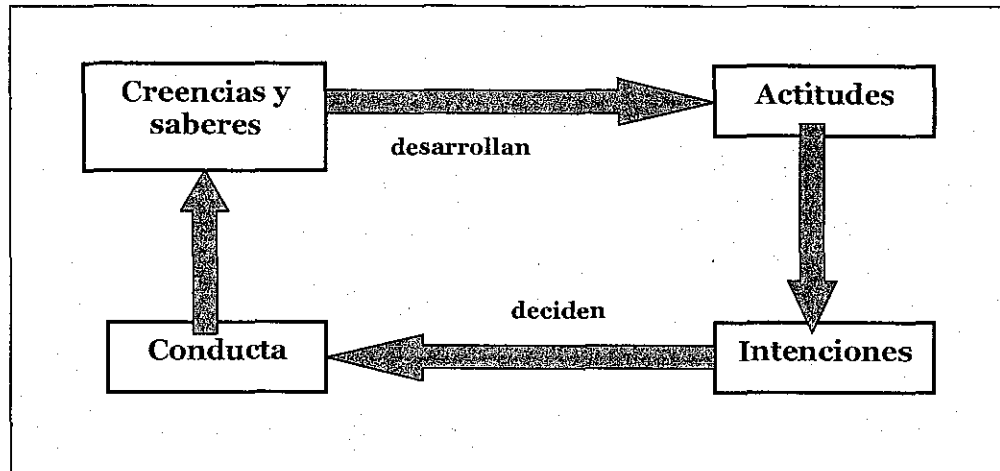 Creencias y
saberes
Actitudes
desarrollan
deciden
Conducta
Intenciones